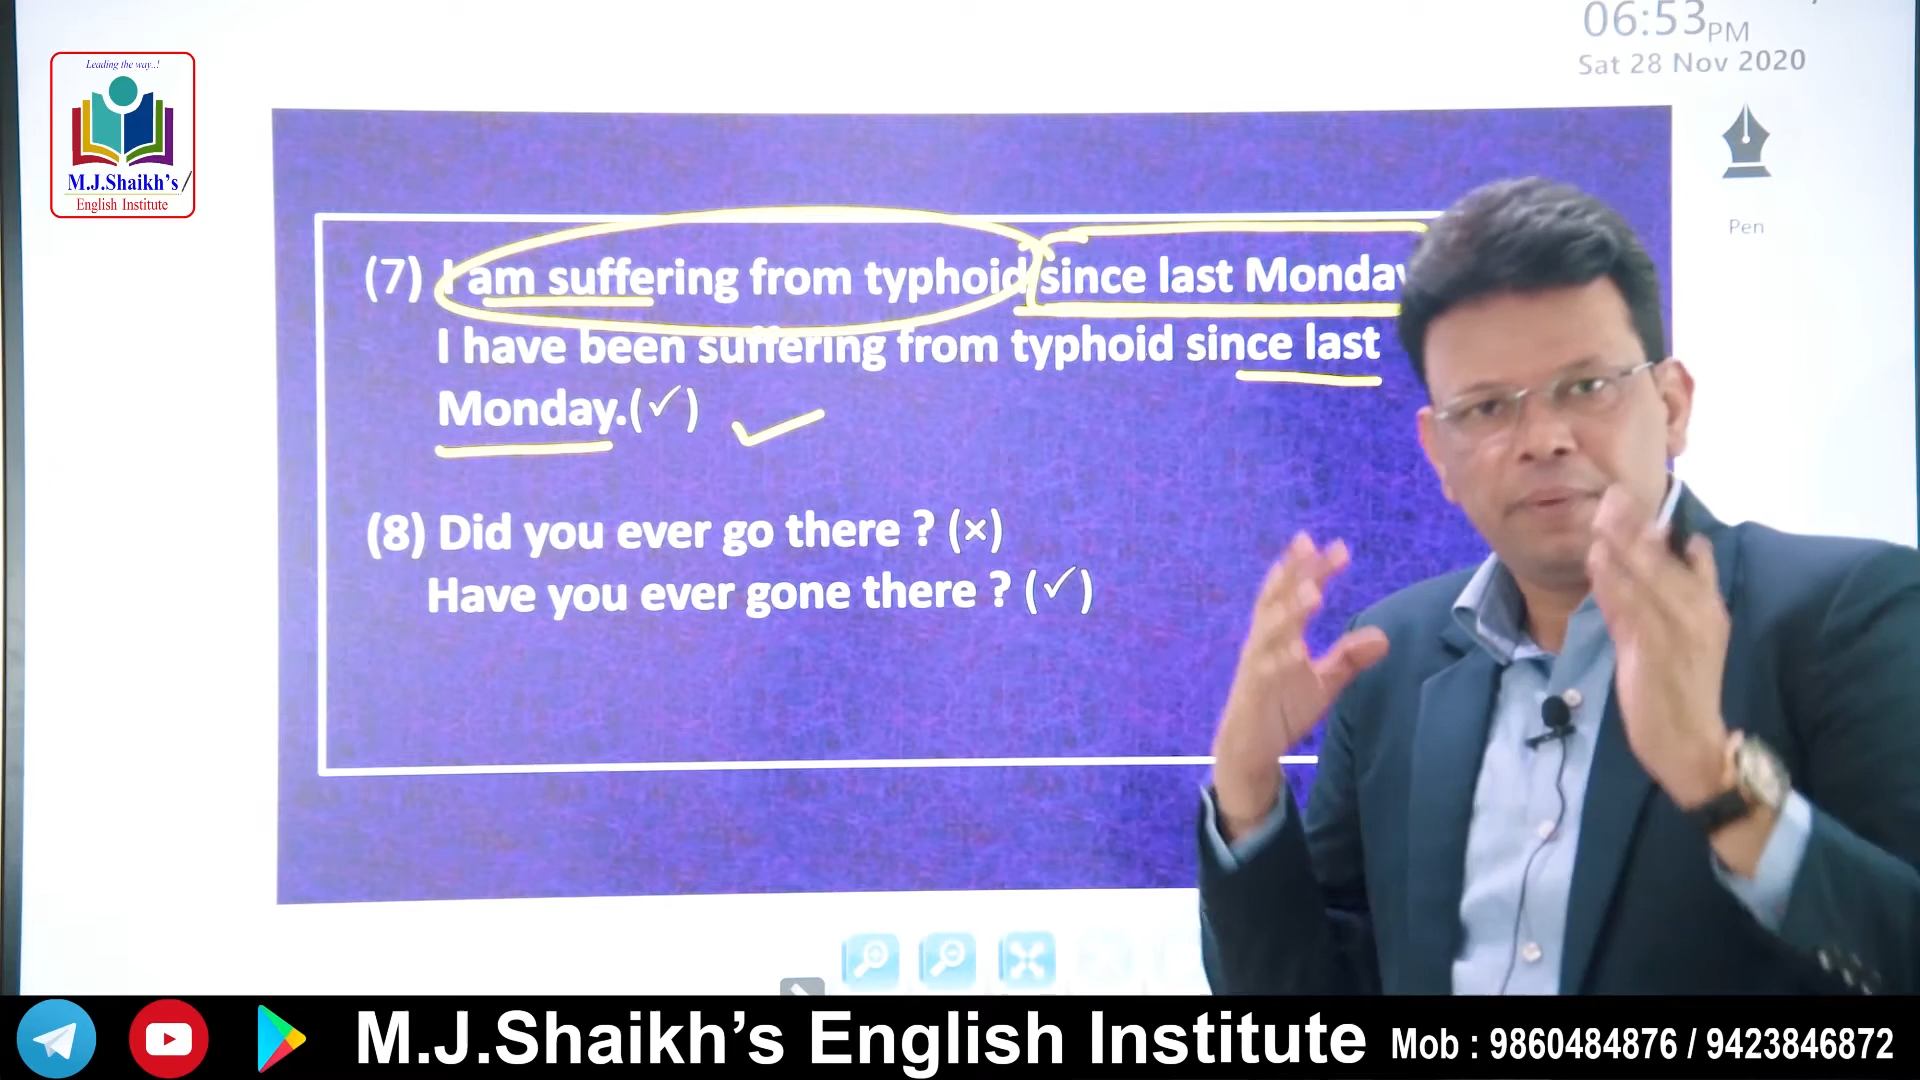 06:53PM
Sat 28 Nov 2020
Leading the way..!
M.J.Shaikh's
English Institute
Pen
(7) I am suffering from typhoid since last Monday
I have been suffering from typhoid since last
Monday.(✓)
(8) Did you ever go there ? (×)
Have you ever gone there ? (✓)
M.J.Shaikh's English Institute Mob : 9860484876 / 9423846872